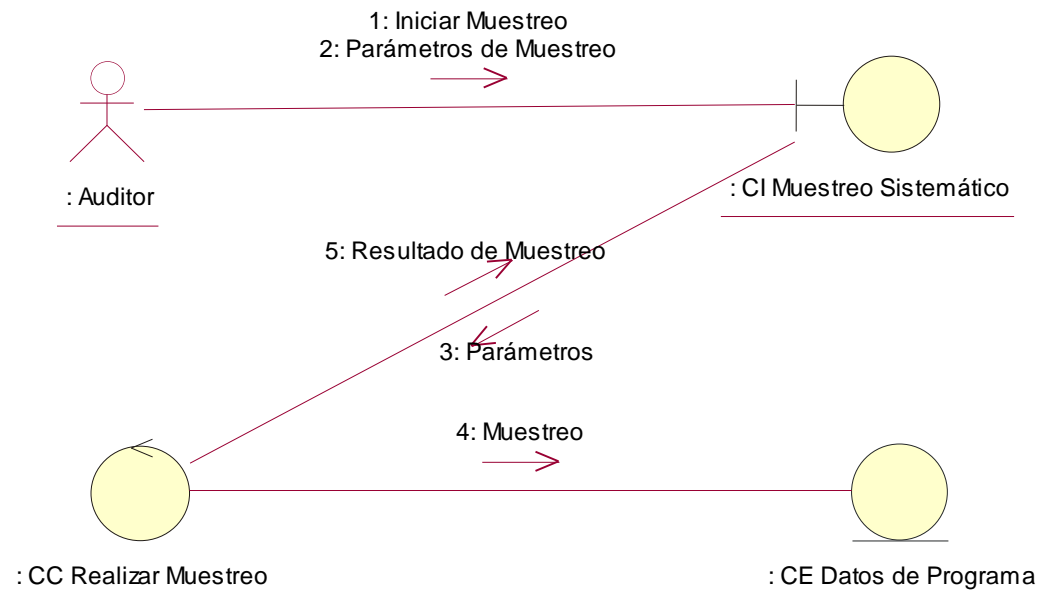 1: Iniciar Muestreo
2: Parámetros de Muestreo
: Auditor
: CI Muestreo Sistemático
5: Resultado de Muestreo
3: Parámetros
4: Muestreo
: CC Realizar Muestreo
: CE Datos de Programa